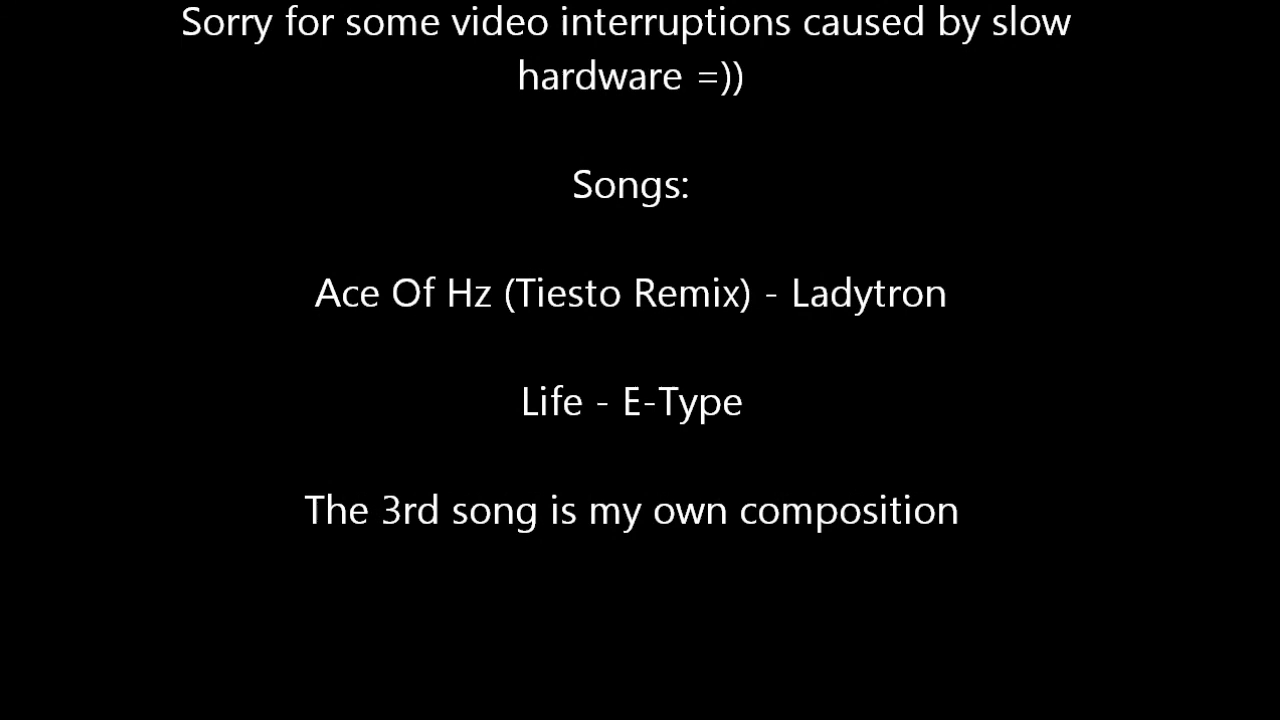 Sorry for some video interruptions caused by slow
hardware =))
Songs:
Ace Of Hz (Tiesto Remix) - Ladytron
Life - E-Type
The 3rd song is my own composition